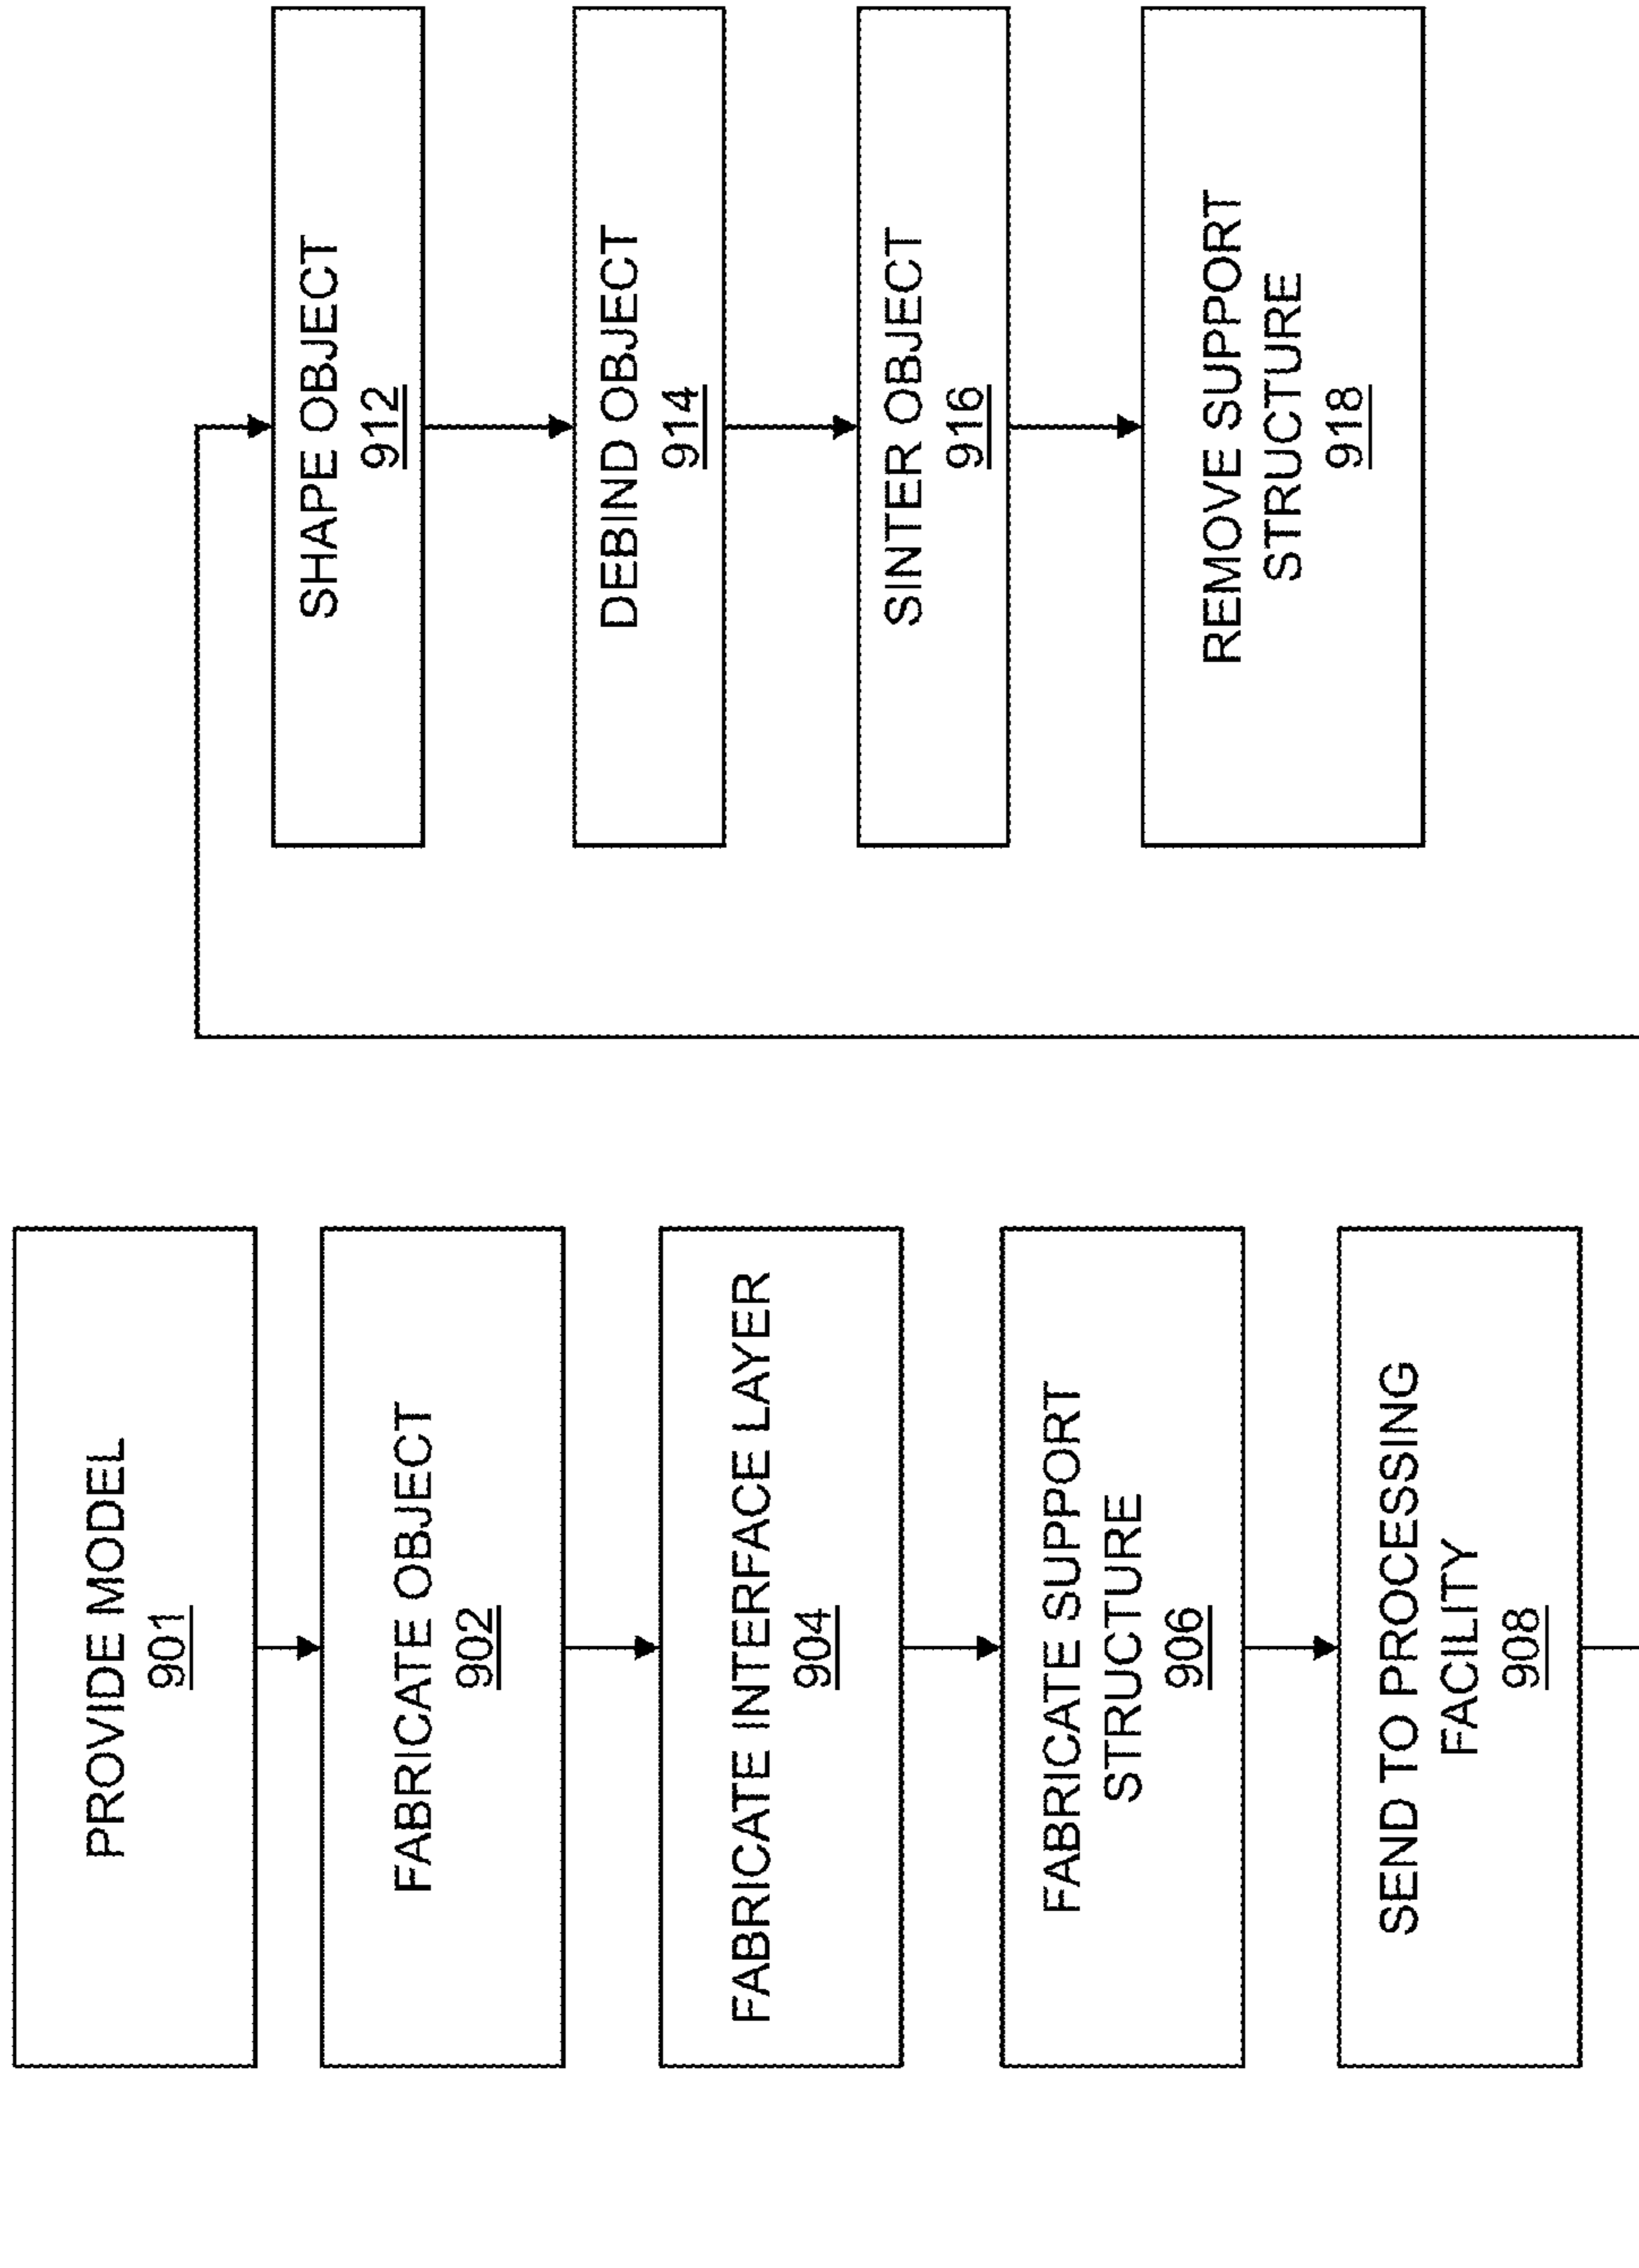 PROVIDE MODEL
901
FABRICATE OBJECT
902
FABRICATE INTERFACE LAYER
904
FABRICATE SUPPORT
STRUCTURE
906
SEND TO PROCESSING
FACILITY
908
SHAPE OBJECT
912
DEBIND OBJECT
914
SINTER OBJECT
916
REMOVE SUPPORT
STRUCTURE
918